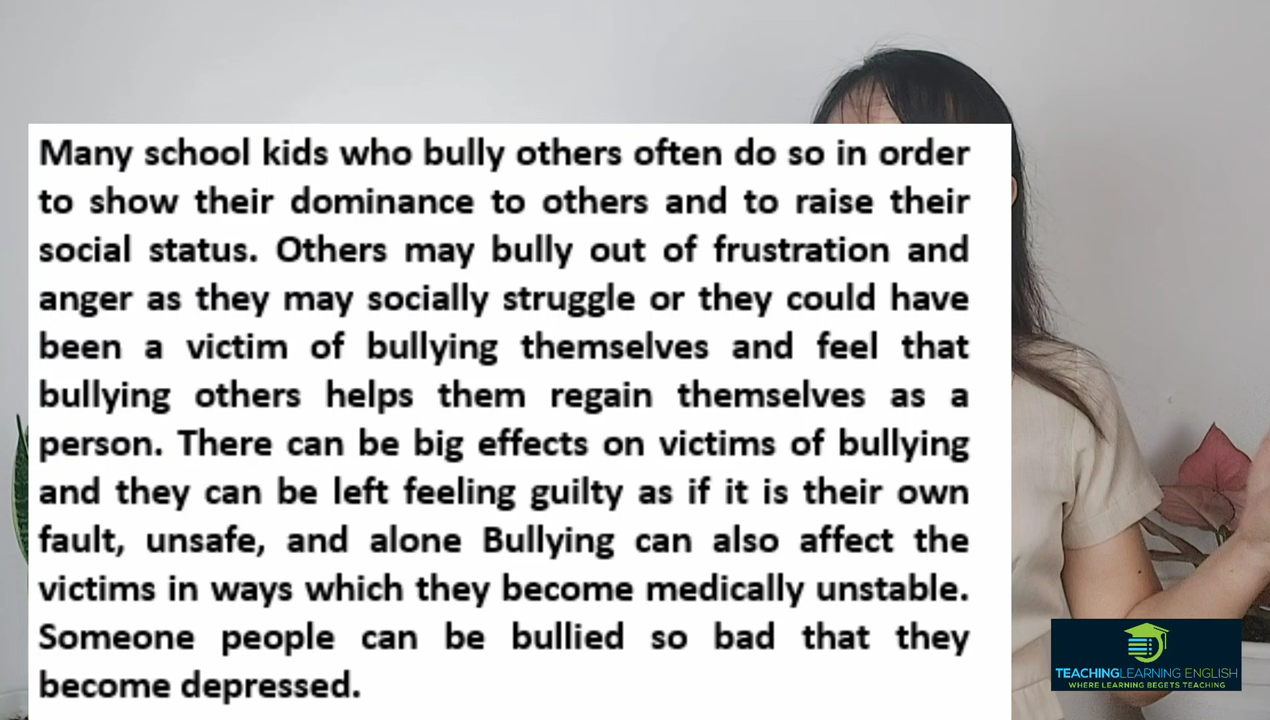 Many school kids who bully others often do so in order
to show their dominance to others and to raise their
social status. Others may bully out of frustration and
anger as they may socially struggle or they could have
been a victim of bullying themselves and feel that
bullying others helps them regain themselves as a
person. There can be big effects on victims of bullying
and they can be left feeling guilty as if it is their own
fault, unsafe, and alone Bullying can also affect the
victims in ways which they become medically unstable.
Someone people can be bullied so bad that they
become depressed.
TEACHINGLEARNING ENGLISH
WHERE LEARNING BEGETS TEACHING